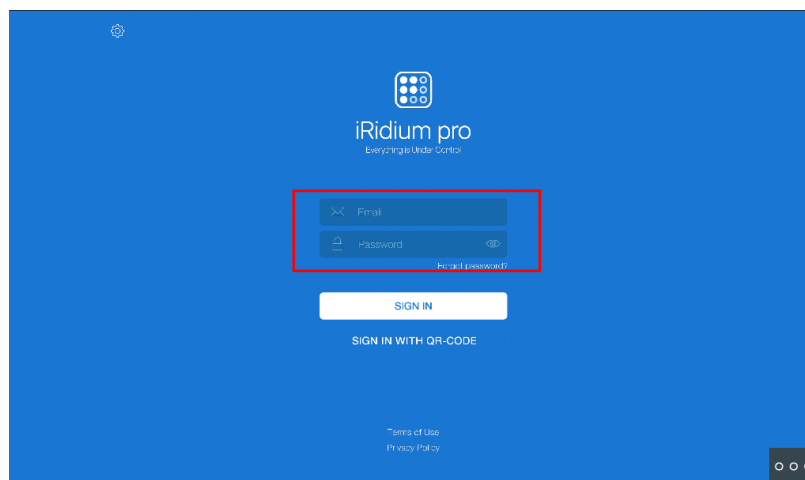 iRidium pro
Everything is Under Control
Email
Password
Forgot password?
SIGN IN
SIGN IN WITH QR-CODE
Terms of Use
Privacy Policy